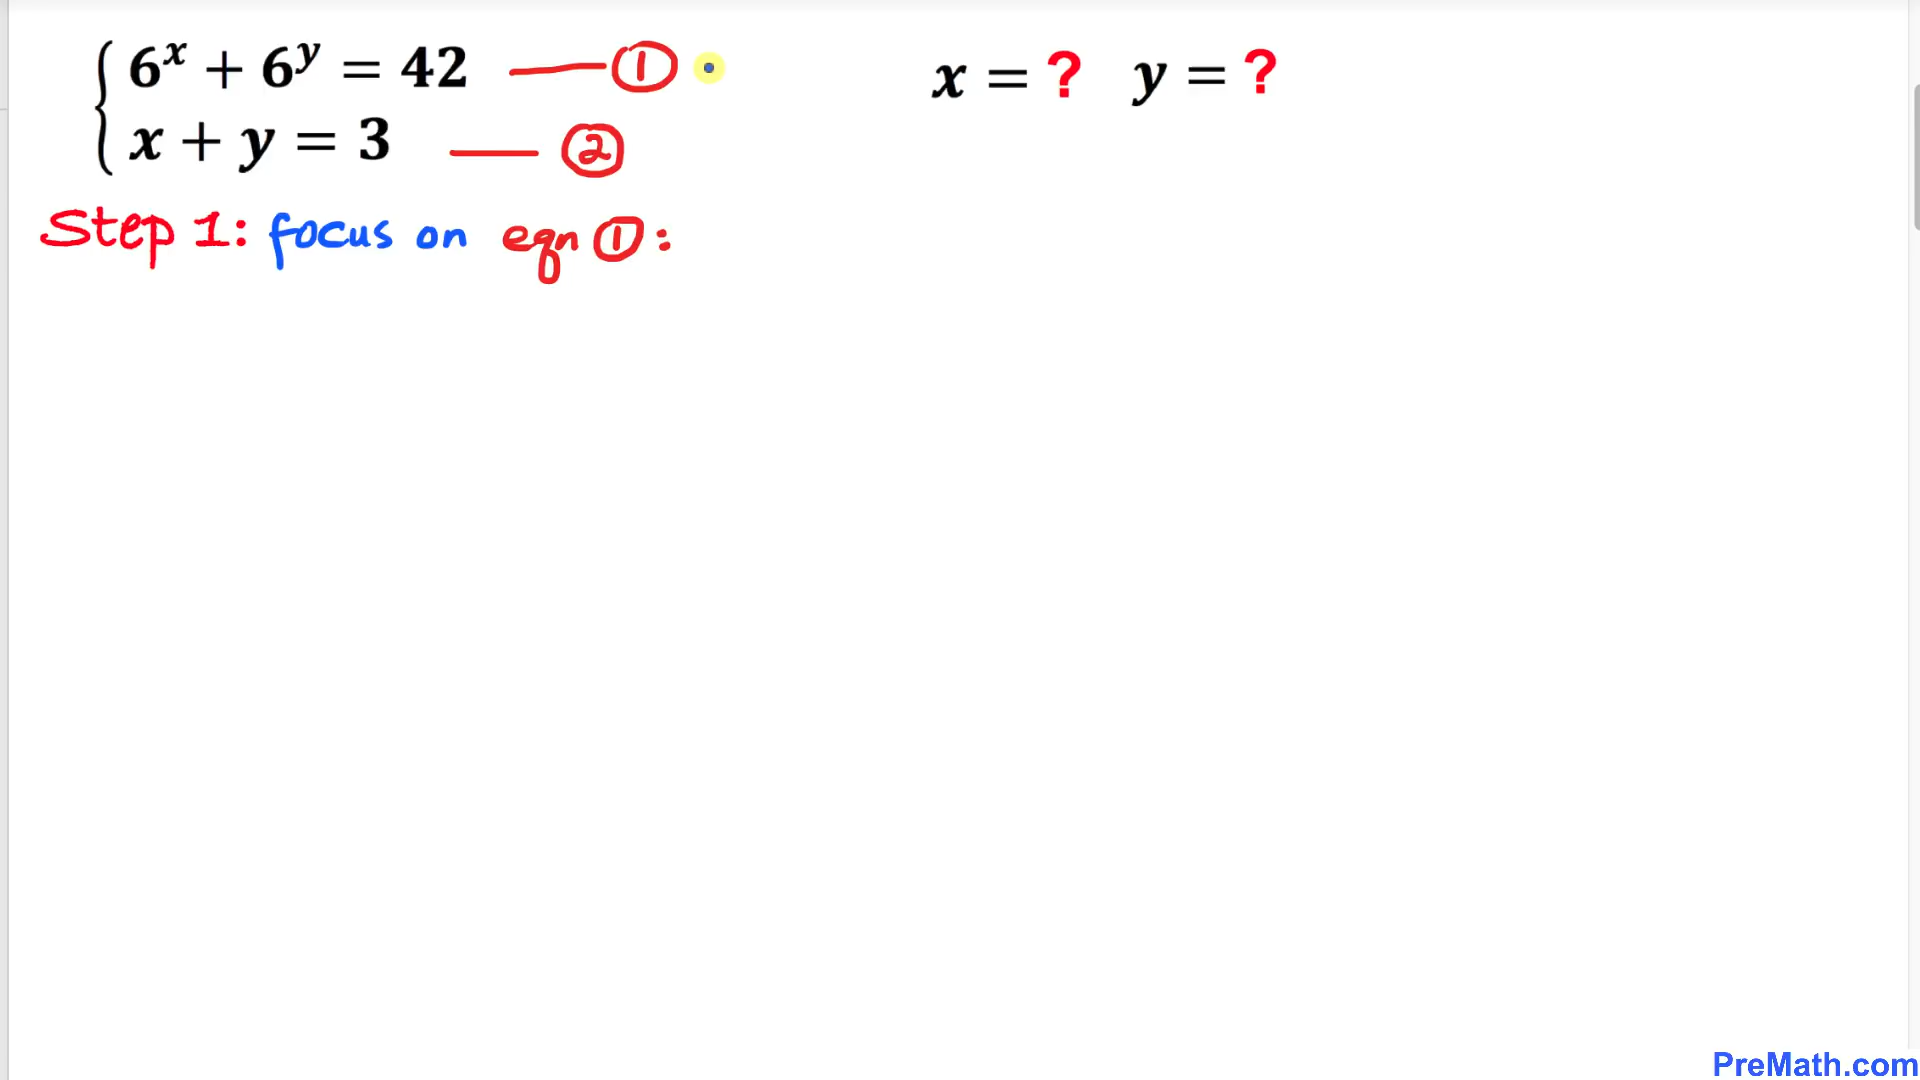 6^x + 6^y = 42 —— ① x = ? y = ?
x + y = 3 —— ②
Step 1: focus on eqn ①:
PreMath.com